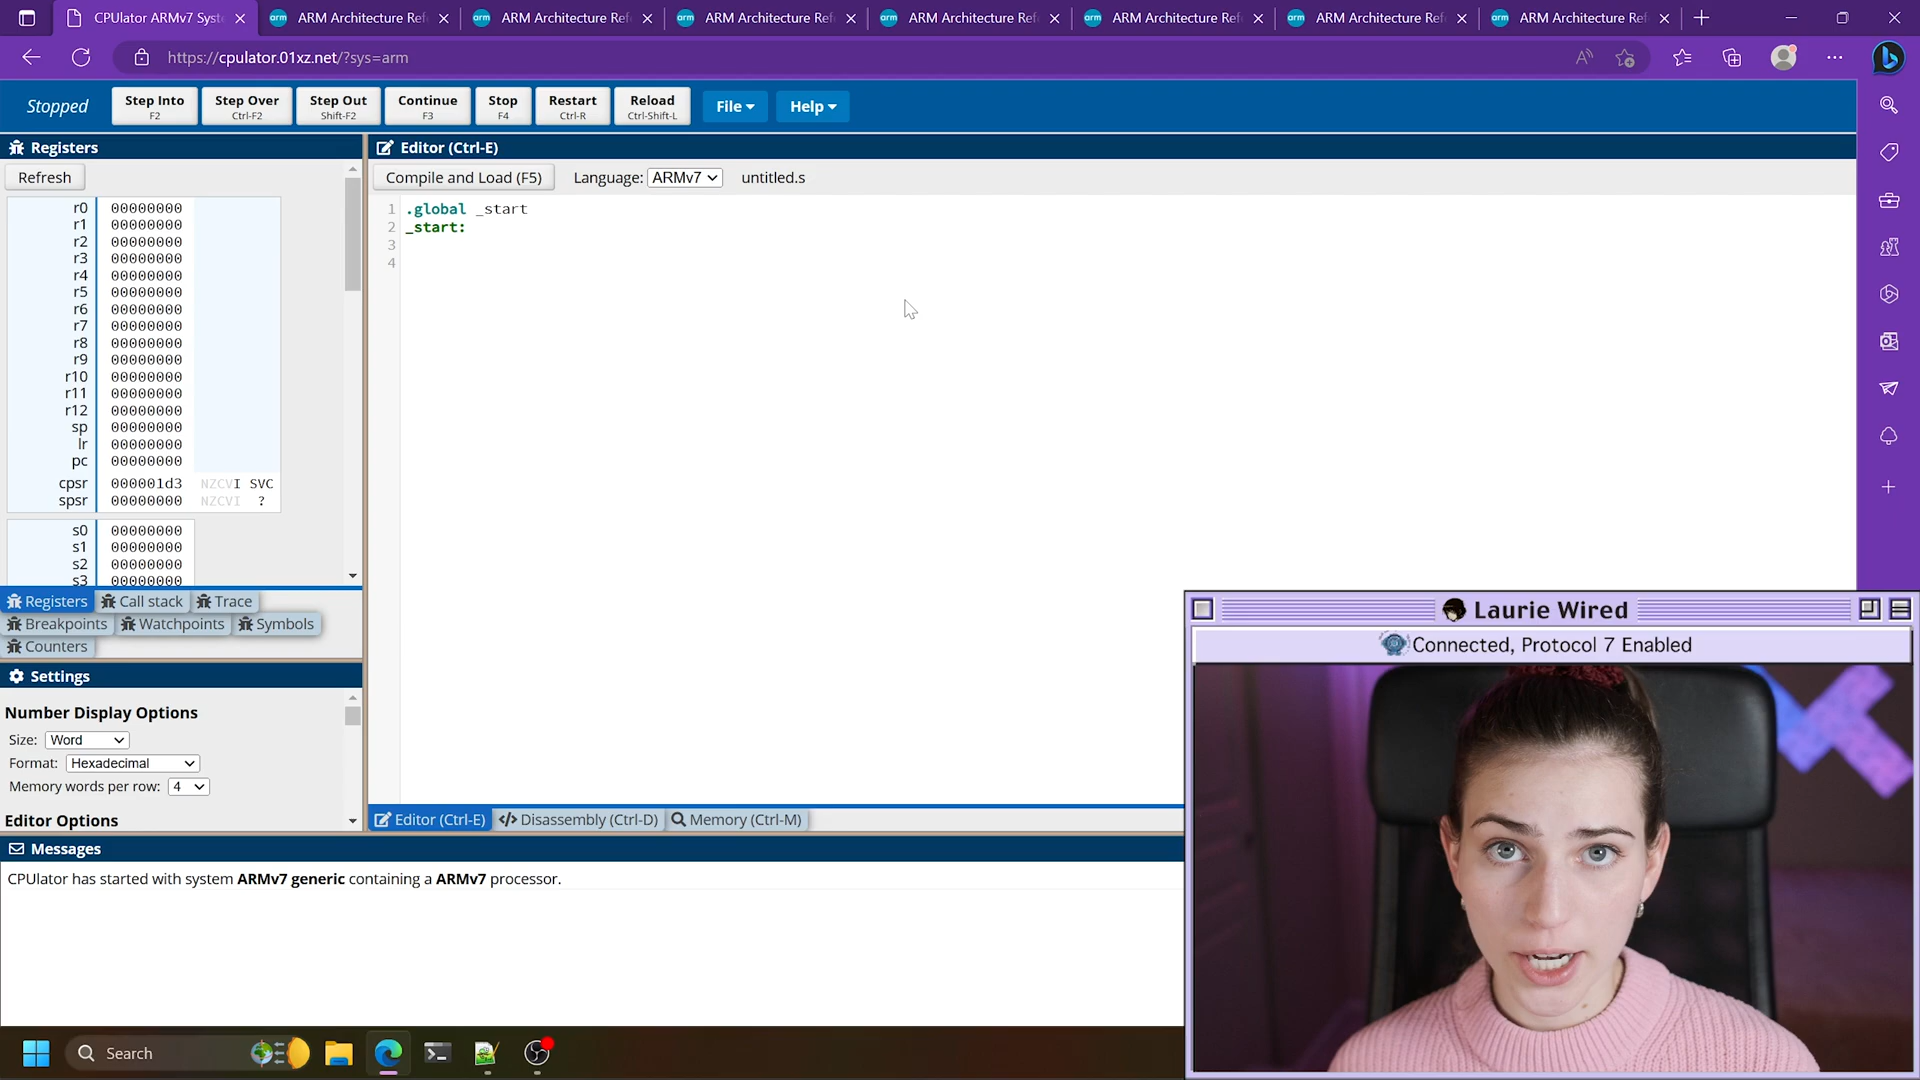 CPUlator ARMv7 Syst
ARM Architecture Ref
ARM Architecture Ref
ARM Architecture Ref
ARM Architecture Ref
ARM Architecture Ref
ARM Architecture Ref
ARM Architecture Ref
https://cpulator.01xz.net/?sys=arm
Stopped
Step Into
F2
Step Over
Ctrl-F2
Step Out
Shift-F2
Continue
F3
Stop
F4
Restart
Ctrl-R
Reload
Ctrl-Shift-L
File
Help
Registers
Refresh
r0 00000000
r1 00000000
r2 00000000
r3 00000000
r4 00000000
r5 00000000
r6 00000000
r7 00000000
r8 00000000
r9 00000000
r10 00000000
r11 00000000
r12 00000000
sp 00000000
lr 00000000
pc 00000000
cpsr 000001d3 NZCVI SVC
spsr 00000000 NZCVI ?
s0 00000000
s1 00000000
s2 00000000
s3 00000000
Registers Call stack Trace
Breakpoints Watchpoints Symbols
Counters
Settings
Number Display Options
Size: Word
Format: Hexadecimal
Memory words per row: 4
Editor Options
Editor (Ctrl-E)
Compile and Load (F5) Language: ARMv7 untitled.s
1 .global _start
2 _start:
3
4
Editor (Ctrl-E) Disassembly (Ctrl-D) Memory (Ctrl-M)
Messages
CPUlator has started with system ARMv7 generic containing a ARMv7 processor.
Laurie Wired
Connected, Protocol 7 Enabled
Search